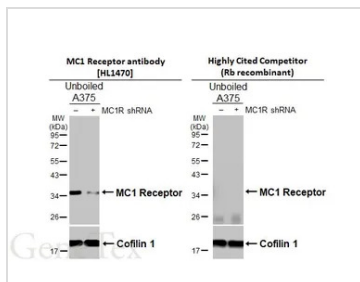 MC1 Receptor antibody
[HL1470]
Unboiled
A375
− + MC1R shRNA
MW
(kDa)
95
72
55
43
34
26
17
MC1 Receptor
Cofilin 1
Highly Cited Competitor
(Rb recombinant)
Unboiled
A375
− + MC1R shRNA
MW
(kDa)
95
72
55
43
34
26
17
MC1 Receptor
Cofilin 1
GeneTex